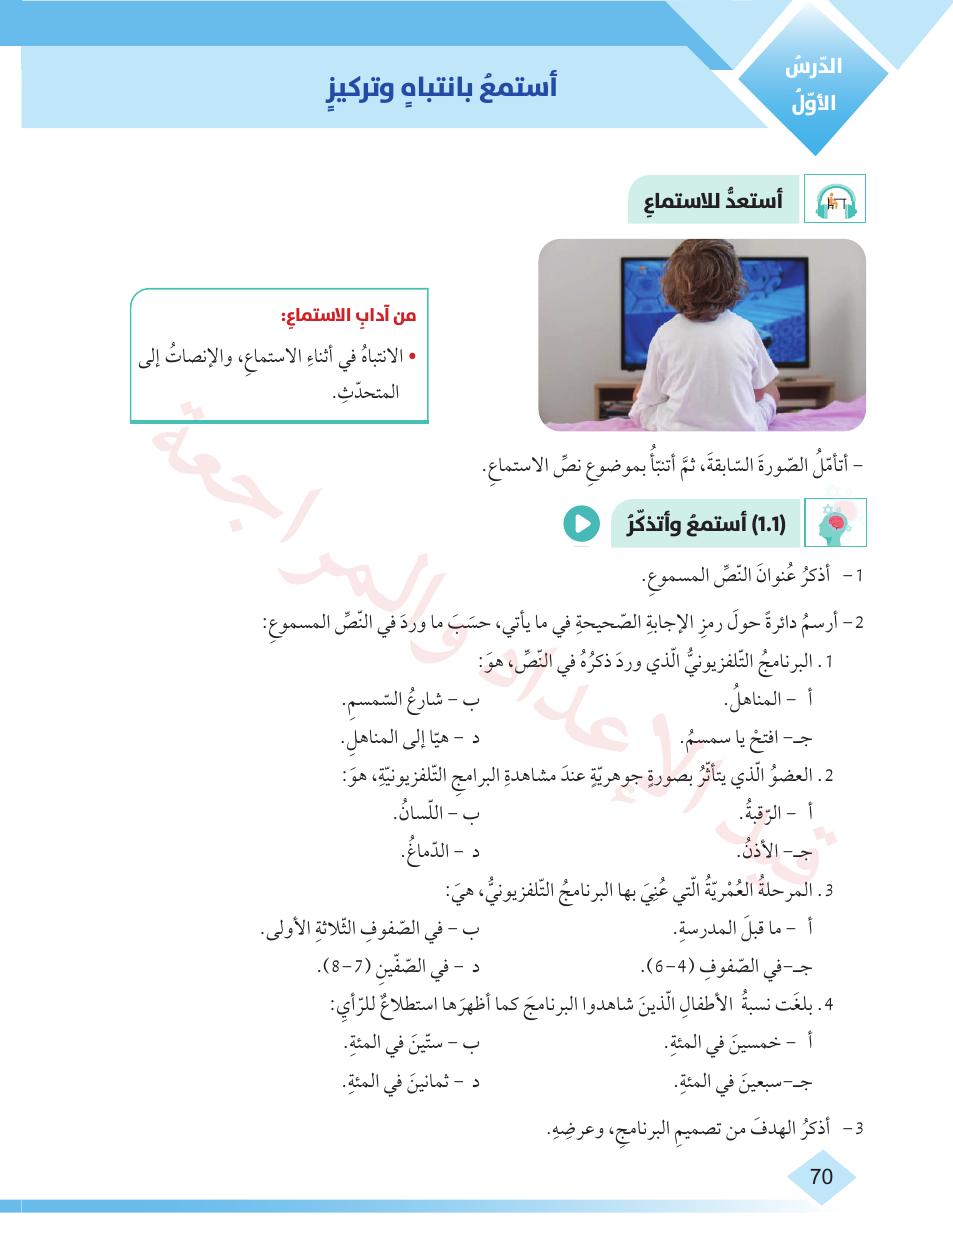 الدّرسُ
الأوّلُ
أستمعُ بانتباهٍ وتركيزٍ
أستعدُّ للاستماعِ
من آدابِ الاستماعِ:
• الانتباهُ في أثناءِ الاستماعِ، والإنصاتُ إلى
المتحدّثِ.
– أتأمّلُ الصّورةَ السّابقةَ، ثمَّ أتنبّأُ بموضوعِ نصِّ الاستماعِ.
(1.1) أستمعُ وأتذكّرُ
1– أذكرُ عُنوانَ النّصِّ المسموعِ.
2– أرسمُ دائرةً حولَ رمزِ الإجابةِ الصّحيحةِ في ما يأتي، حسَبَ ما وردَ في النّصِّ المسموعِ:
1. البرنامجُ التّلفزيونيُّ الّذي وردَ ذكرُهُ في النّصِّ، هوَ:
أ – المناهلُ. ب – شارعُ السّمسمِ.
جـ– افتحْ يا سمسمُ. د – هيّا إلى المناهلِ.
2. العضوُ الّذي يتأثّرُ بصورةٍ جوهريّةٍ عندَ مشاهدةِ البرامجِ التّلفزيونيّةِ، هوَ:
أ – الرّقبةُ. ب – اللّسانُ.
جـ– الأذنُ. د – الدّماغُ.
3. المرحلةُ العُمْريّةُ الّتي عُنِيَ بها البرنامجُ التّلفزيونيُّ، هيَ:
أ – ما قبلَ المدرسةِ. ب – في الصّفوفِ الثّلاثةِ الأولى.
جـ–في الصّفوفِ (4–6). د – في الصّفّينِ (7–8).
4. بلغَت نسبةُ الأطفالِ الّذينَ شاهدوا البرنامجَ كما أظهرَها استطلاعٌ للرّأيِ:
أ – خمسينَ في المئةِ. ب – ستّينَ في المئةِ.
جـ–سبعينَ في المئةِ. د – ثمانينَ في المئةِ.
3– أذكرُ الهدفَ من تصميمِ البرنامجِ، وعرضِهِ.
70
قيد الإعداد والمراجعة